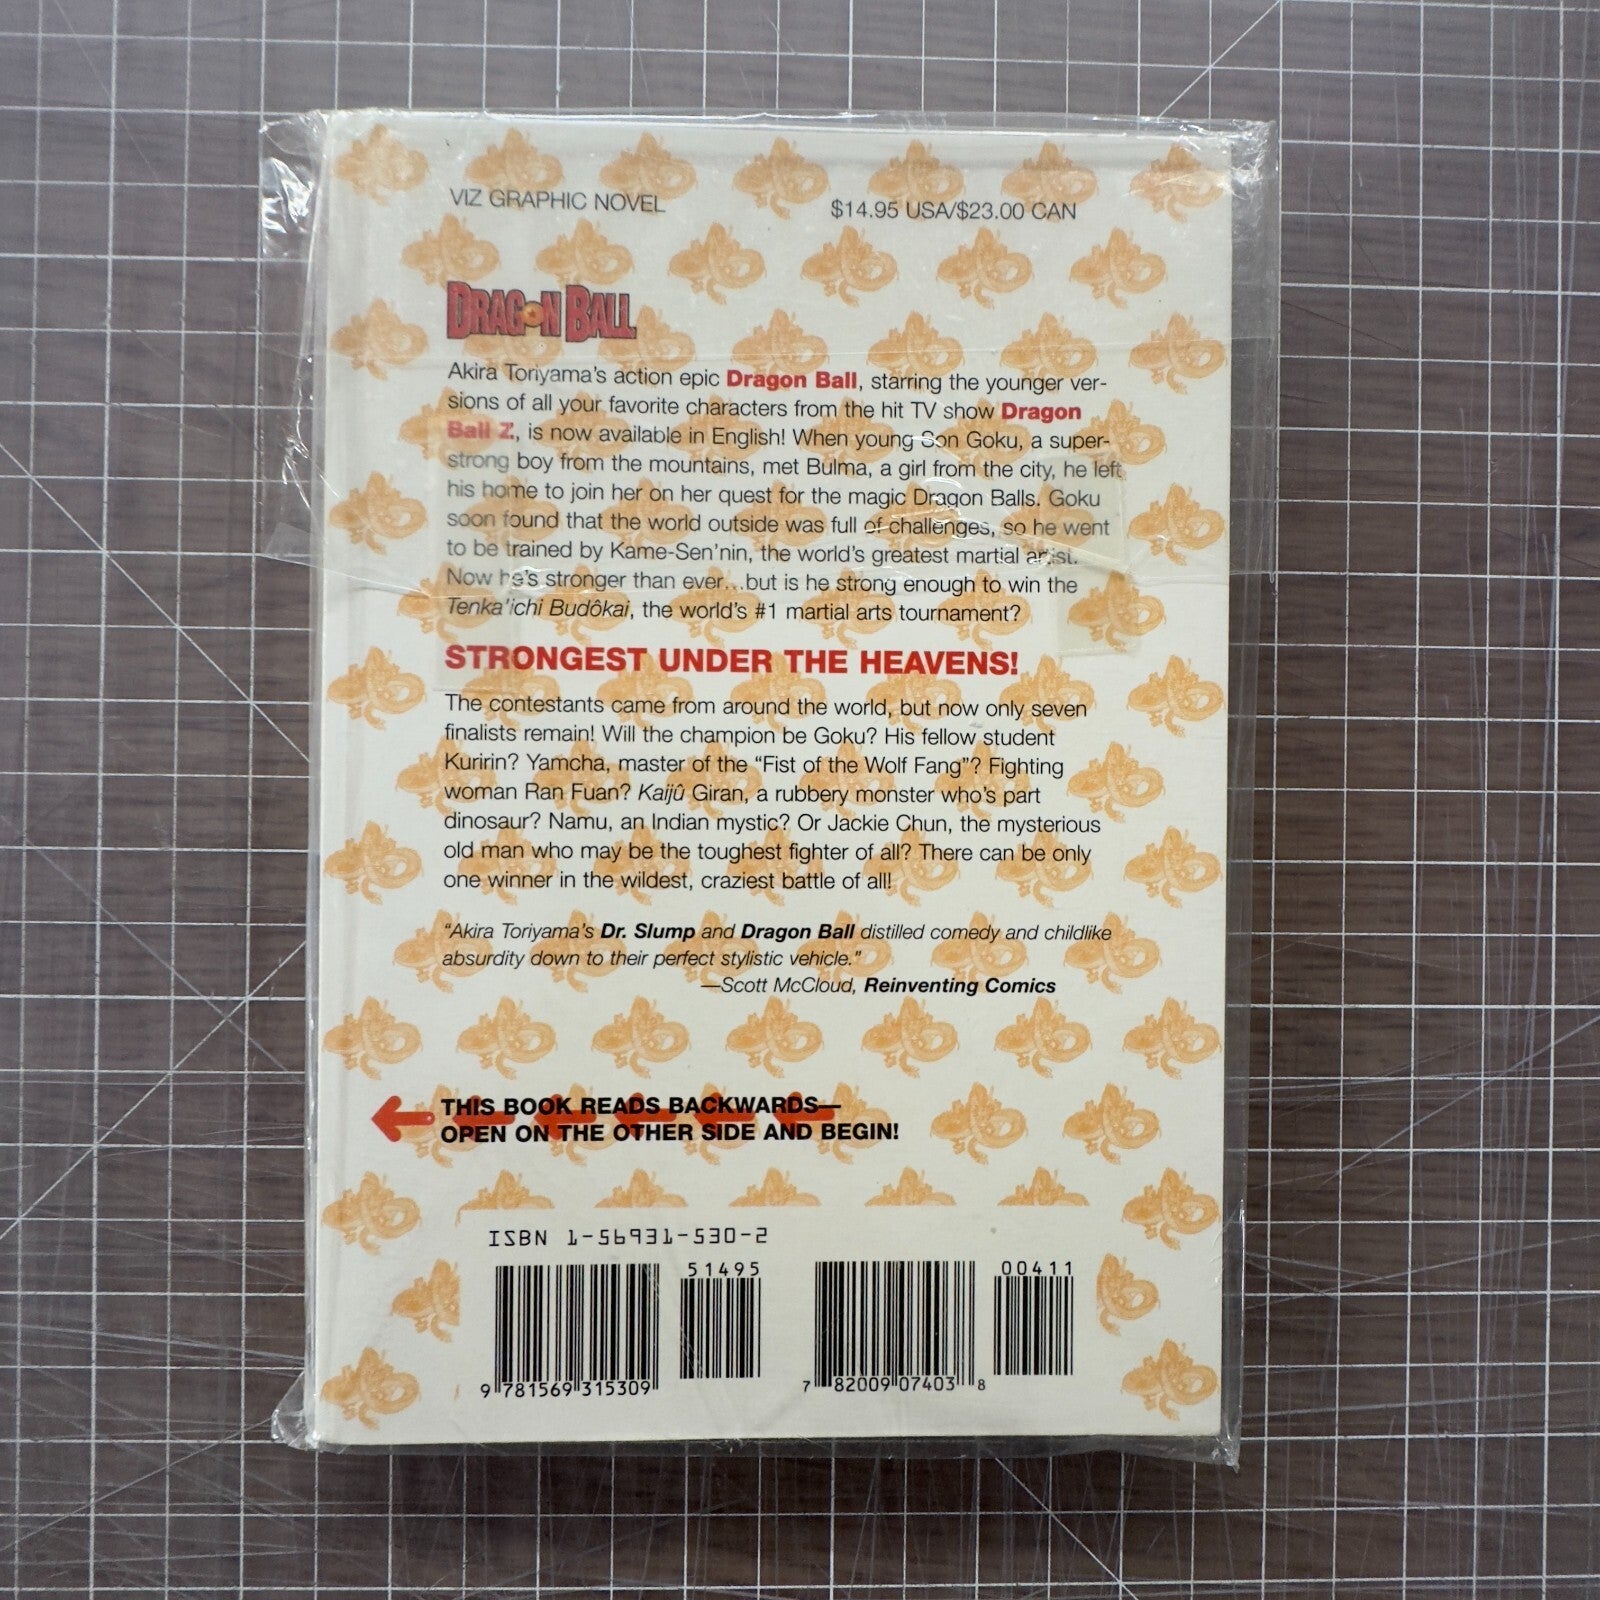 VIZ GRAPHIC NOVEL
$14.95 USA/$23.00 CAN
DRAGON BALL
Akira Toriyama's action epic Dragon Ball, starring the younger ver-
sions of all your favorite characters from the hit TV show Dragon
Ball Z, is now available in English! When young Son Goku, a super-
strong boy from the mountains, met Bulma, a girl from the city, he left
his home to join her on her quest for the magic Dragon Balls. Goku
soon found that the world outside was full of challenges, so he went
to be trained by Kame-Sen'nin, the world's greatest martial artist.
Now he's stronger than ever...but is he strong enough to win the
Tenka'ichi Budôkai, the world's #1 martial arts tournament?
STRONGEST UNDER THE HEAVENS!
The contestants came from around the world, but now only seven
finalists remain! Will the champion be Goku? His fellow student
Kuririn? Yamcha, master of the “Fist of the Wolf Fang”? Fighting
woman Ran Fuan? Kaijû Giran, a rubbery monster who's part
dinosaur? Namu, an Indian mystic? Or Jackie Chun, the mysterious
old man who may be the toughest fighter of all? There can be only
one winner in the wildest, craziest battle of all!
“Akira Toriyama's Dr. Slump and Dragon Ball distilled comedy and childlike
absurdity down to their perfect stylistic vehicle.”
—Scott McCloud, Reinventing Comics
THIS BOOK READS BACKWARDS—
OPEN ON THE OTHER SIDE AND BEGIN!
ISBN 1-56931-530-2
51495
00411
9 781569 315309
7 82009 07403 8